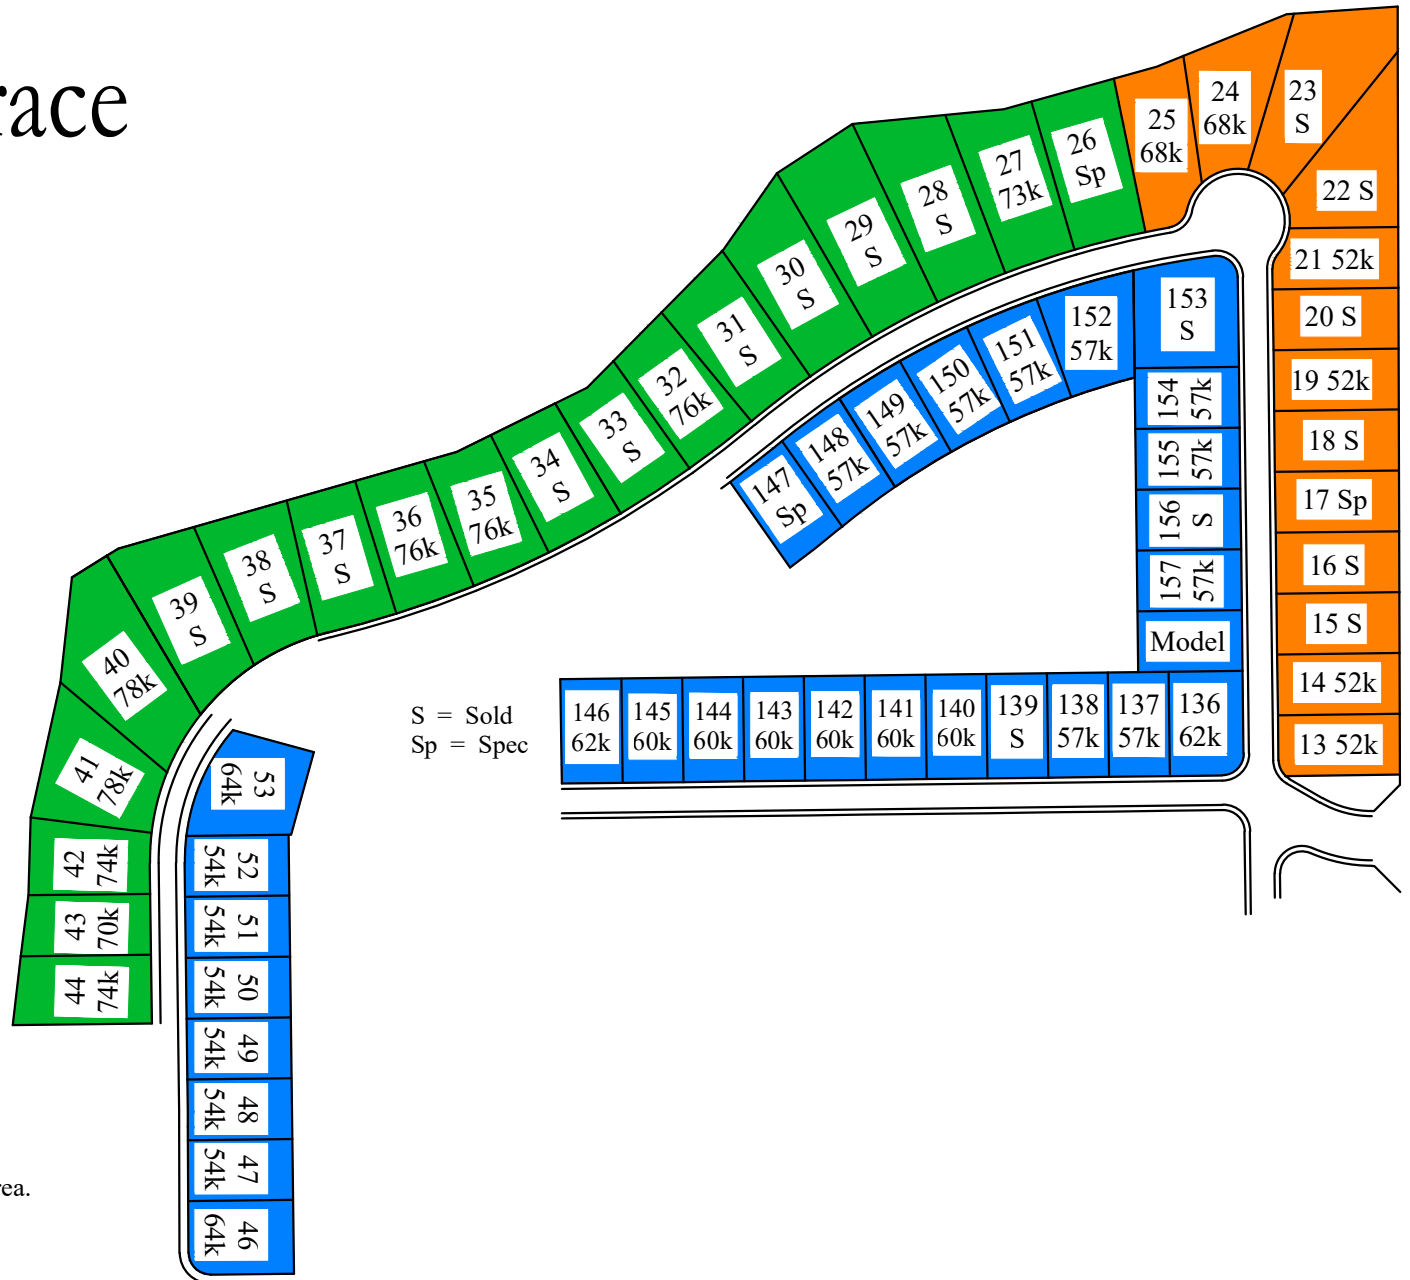 race
25
68k
24
68k
23
S
22 S
21 52k
20 S
19 52k
18 S
17 Sp
16 S
15 S
14 52k
13 52k
26
Sp
27
73k
28
S
29
S
30
S
31
S
32
76k
33
S
34
S
35
76k
36
76k
37
S
38
S
39
S
40
78k
41
78k
42
74k
43
70k
44
74k
153
S
152
57k
151
57k
150
57k
149
57k
148
57k
147
Sp
154
57k
155
57k
156
S
157
57k
Model
S = Sold
Sp = Spec
146
62k
145
60k
144
60k
143
60k
142
60k
141
60k
140
60k
139
S
138
57k
137
57k
136
62k
53
64k
52
54k
51
54k
50
54k
49
54k
48
54k
47
54k
46
64k
rea.